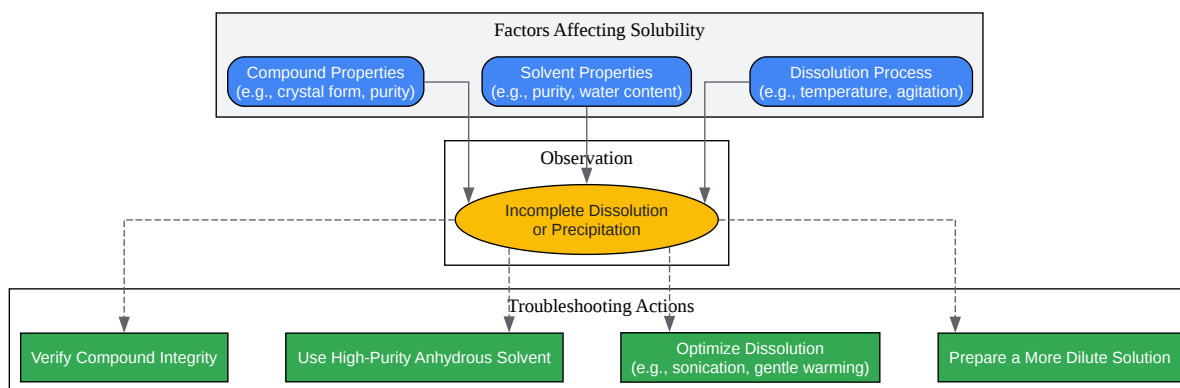 Factors Affecting Solubility
Compound Properties
(e.g., crystal form, purity)
Solvent Properties
(e.g., purity, water content)
Dissolution Process
(e.g., temperature, agitation)
Observation
Incomplete Dissolution
or Precipitation
Troubleshooting Actions
Verify Compound Integrity
Use High-Purity Anhydrous Solvent
Optimize Dissolution
(e.g., sonication, gentle warming)
Prepare a More Dilute Solution